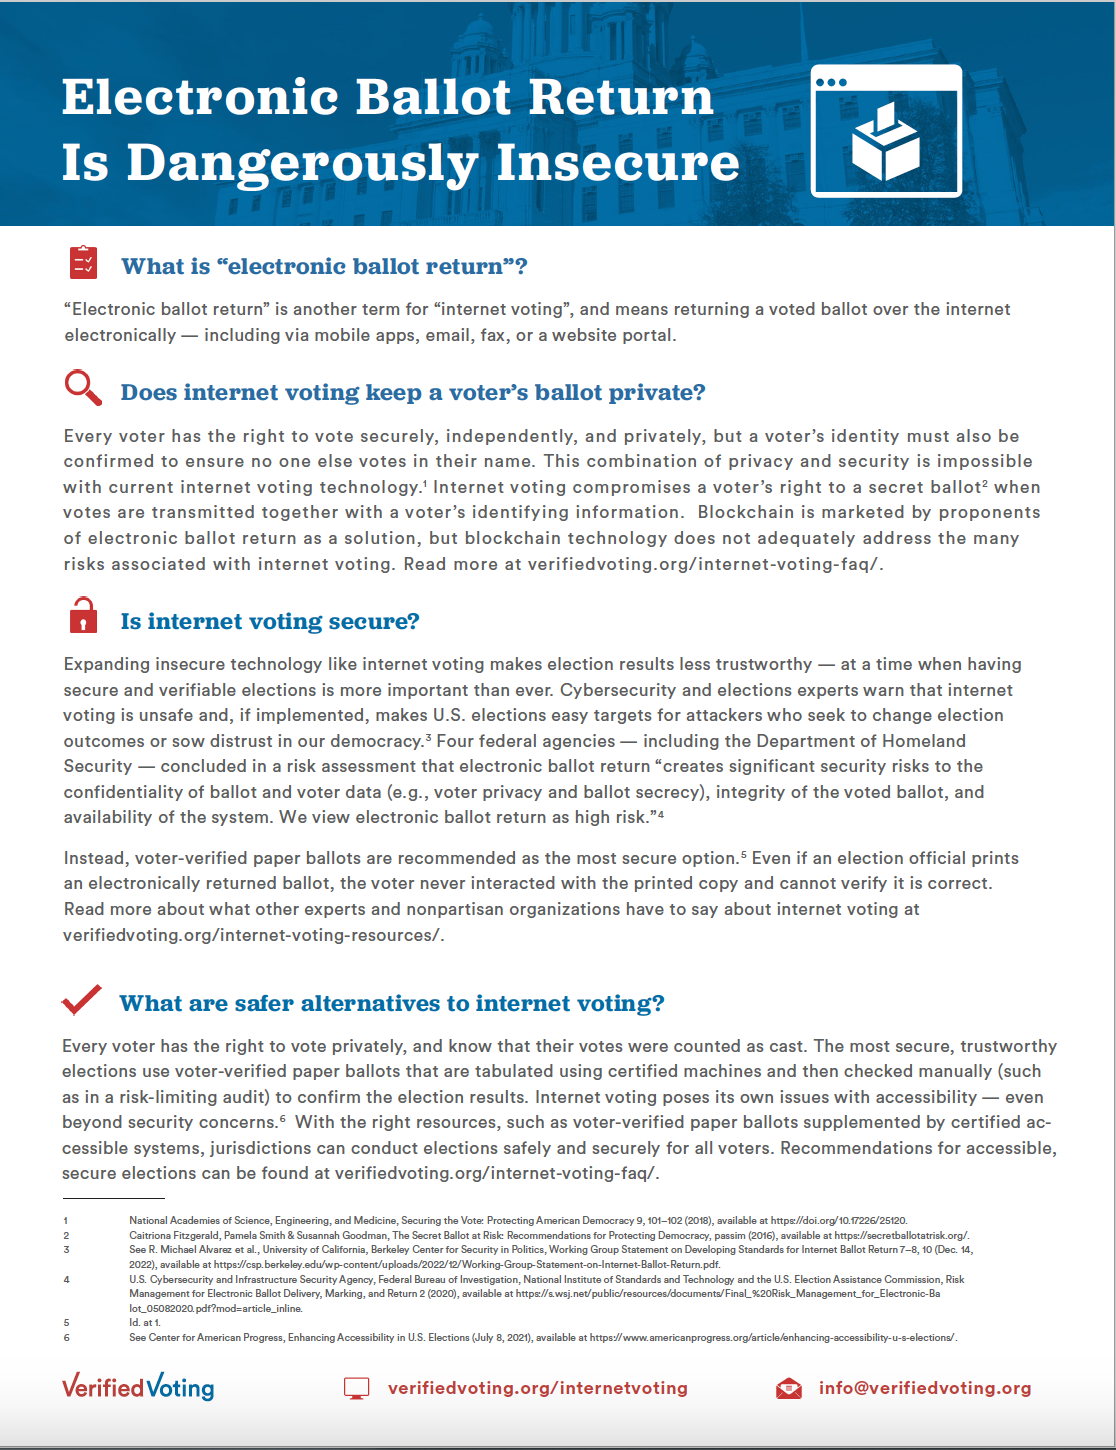 Electronic Ballot Return
Is Dangerously Insecure
What is “electronic ballot return”?
“Electronic ballot return” is another term for “internet voting”, and means returning a voted ballot over the internet
electronically — including via mobile apps, email, fax, or a website portal.
Does internet voting keep a voter’s ballot private?
Every voter has the right to vote securely, independently, and privately, but a voter’s identity must also be
confirmed to ensure no one else votes in their name. This combination of privacy and security is impossible
with current internet voting technology.¹ Internet voting compromises a voter’s right to a secret ballot² when
votes are transmitted together with a voter’s identifying information.  Blockchain is marketed by proponents
of electronic ballot return as a solution, but blockchain technology does not adequately address the many
risks associated with internet voting. Read more at verifiedvoting.org/internet-voting-faq/.
Is internet voting secure?
Expanding insecure technology like internet voting makes election results less trustworthy — at a time when having
secure and verifiable elections is more important than ever. Cybersecurity and elections experts warn that internet
voting is unsafe and, if implemented, makes U.S. elections easy targets for attackers who seek to change election
outcomes or sow distrust in our democracy.³ Four federal agencies — including the Department of Homeland
Security — concluded in a risk assessment that electronic ballot return “creates significant security risks to the
confidentiality of ballot and voter data (e.g., voter privacy and ballot secrecy), integrity of the voted ballot, and
availability of the system. We view electronic ballot return as high risk.”⁴
Instead, voter-verified paper ballots are recommended as the most secure option.⁵ Even if an election official prints
an electronically returned ballot, the voter never interacted with the printed copy and cannot verify it is correct.
Read more about what other experts and nonpartisan organizations have to say about internet voting at
verifiedvoting.org/internet-voting-resources/.
What are safer alternatives to internet voting?
Every voter has the right to vote privately, and know that their votes were counted as cast. The most secure, trustworthy
elections use voter-verified paper ballots that are tabulated using certified machines and then checked manually (such
as in a risk-limiting audit) to confirm the election results. Internet voting poses its own issues with accessibility — even
beyond security concerns.⁶  With the right resources, such as voter-verified paper ballots supplemented by certified ac-
cessible systems, jurisdictions can conduct elections safely and securely for all voters. Recommendations for accessible,
secure elections can be found at verifiedvoting.org/internet-voting-faq/.
1 National Academies of Science, Engineering, and Medicine, Securing the Vote: Protecting American Democracy 9, 101–102 (2018), available at https://doi.org/10.17226/25120.
2 Caitriona Fitzgerald, Pamela Smith & Susannah Goodman, The Secret Ballot at Risk: Recommendations for Protecting Democracy, passim (2016), available at https://secretballotatrisk.org/.
3 See R. Michael Alvarez et al., University of California, Berkeley Center for Security in Politics, Working Group Statement on Developing Standards for Internet Ballot Return 7–8, 10 (Dec. 14,
2022), available at https://csp.berkeley.edu/wp-content/uploads/2022/12/Working-Group-Statement-on-Internet-Ballot-Return.pdf.
4 U.S. Cybersecurity and Infrastructure Security Agency, Federal Bureau of Investigation, National Institute of Standards and Technology and the U.S. Election Assistance Commission, Risk
Management for Electronic Ballot Delivery, Marking, and Return 2 (2020), available at https://s.wsj.net/public/resources/documents/Final_%20Risk_Management_for_Electronic-Ba
lot_05082020.pdf?mod=article_inline.
5 Id. at 1.
6 See Center for American Progress, Enhancing Accessibility in U.S. Elections (July 8, 2021), available at https://www.americanprogress.org/article/enhancing-accessibility-u-s-elections/.
VerifiedVoting
verifiedvoting.org/internetvoting
info@verifiedvoting.org